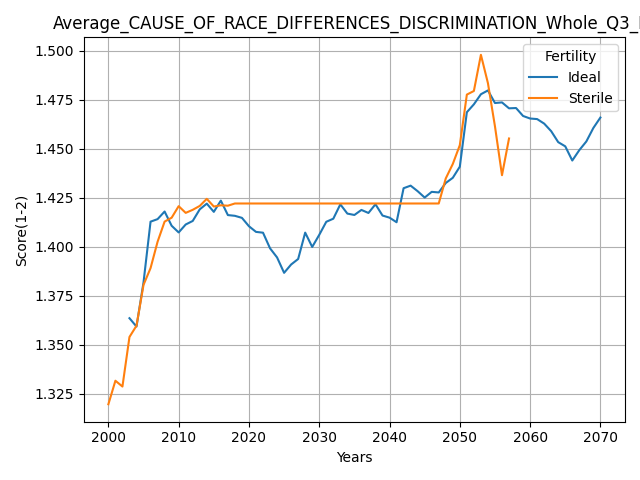 Average_CAUSE_OF_RACE_DIFFERENCES_DISCRIMINATION_Whole_Q3_
Fertility
Ideal
Sterile
Score(1-2)
1.500
1.475
1.450
1.425
1.400
1.375
1.350
1.325
2000 2010 2020 2030 2040 2050 2060 2070
Years